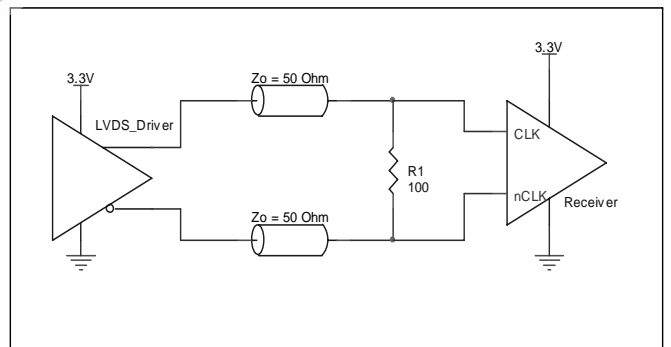 3.3V
3.3V
Zo = 50 Ohm
LVDS_Driver
CLK
R1
100
nCLK
Receiver
Zo = 50 Ohm